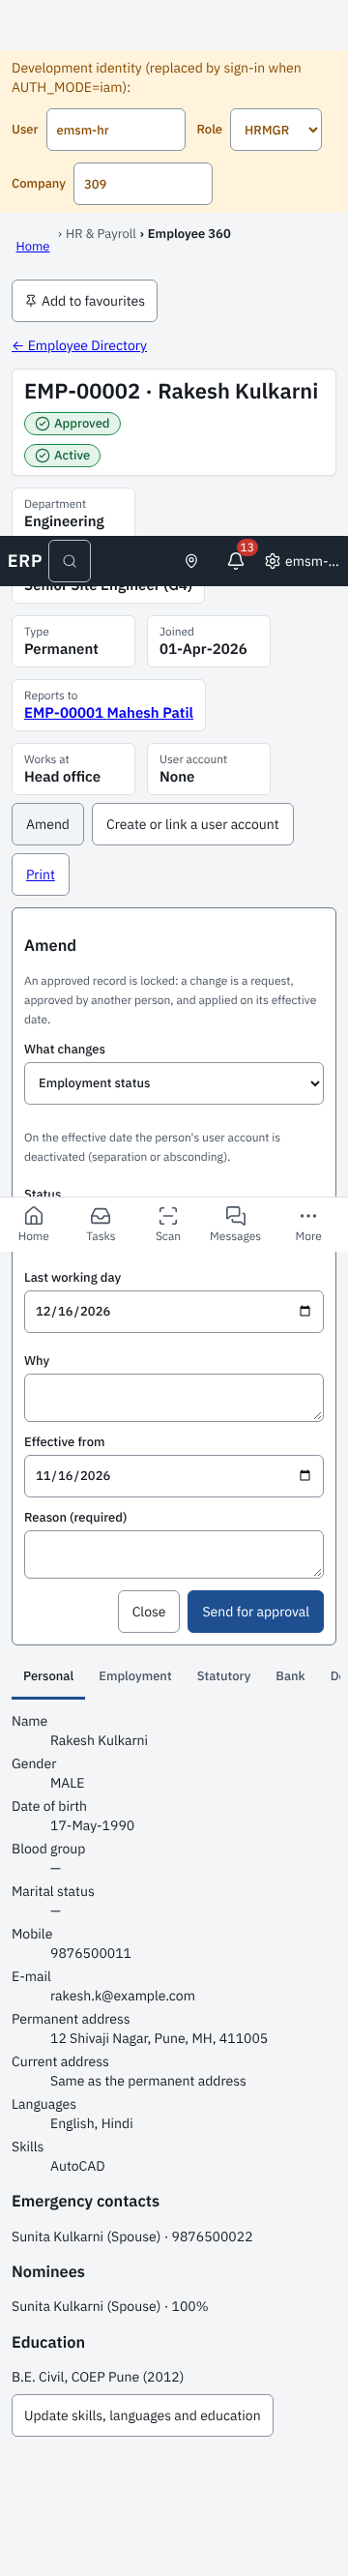 Development identity (replaced by sign-in when
AUTH_MODE=iam):
User emsm-hr Role HRMGR
Company 309
Home › HR & Payroll › Employee 360
Add to favourites
← Employee Directory
EMP-00002 · Rakesh Kulkarni
Approved
Active
Department
Engineering
ERP 13 emsm-...
Senior Site Engineer (G4)
Type Joined
Permanent 01-Apr-2026
Reports to
EMP-00001 Mahesh Patil
Works at User account
Head office None
Amend Create or link a user account
Print
Amend
An approved record is locked: a change is a request,
approved by another person, and applied on its effective
date.
What changes
Employment status
On the effective date the person's user account is
deactivated (separation or absconding).
Status
Home Tasks Scan Messages More
Last working day
12/16/2026
Why
Effective from
11/16/2026
Reason (required)
Close Send for approval
Personal Employment Statutory Bank
Name
Rakesh Kulkarni
Gender
MALE
Date of birth
17-May-1990
Blood group
—
Marital status
—
Mobile
9876500011
E-mail
rakesh.k@example.com
Permanent address
12 Shivaji Nagar, Pune, MH, 411005
Current address
Same as the permanent address
Languages
English, Hindi
Skills
AutoCAD
Emergency contacts
Sunita Kulkarni (Spouse) · 9876500022
Nominees
Sunita Kulkarni (Spouse) · 100%
Education
B.E. Civil, COEP Pune (2012)
Update skills, languages and education